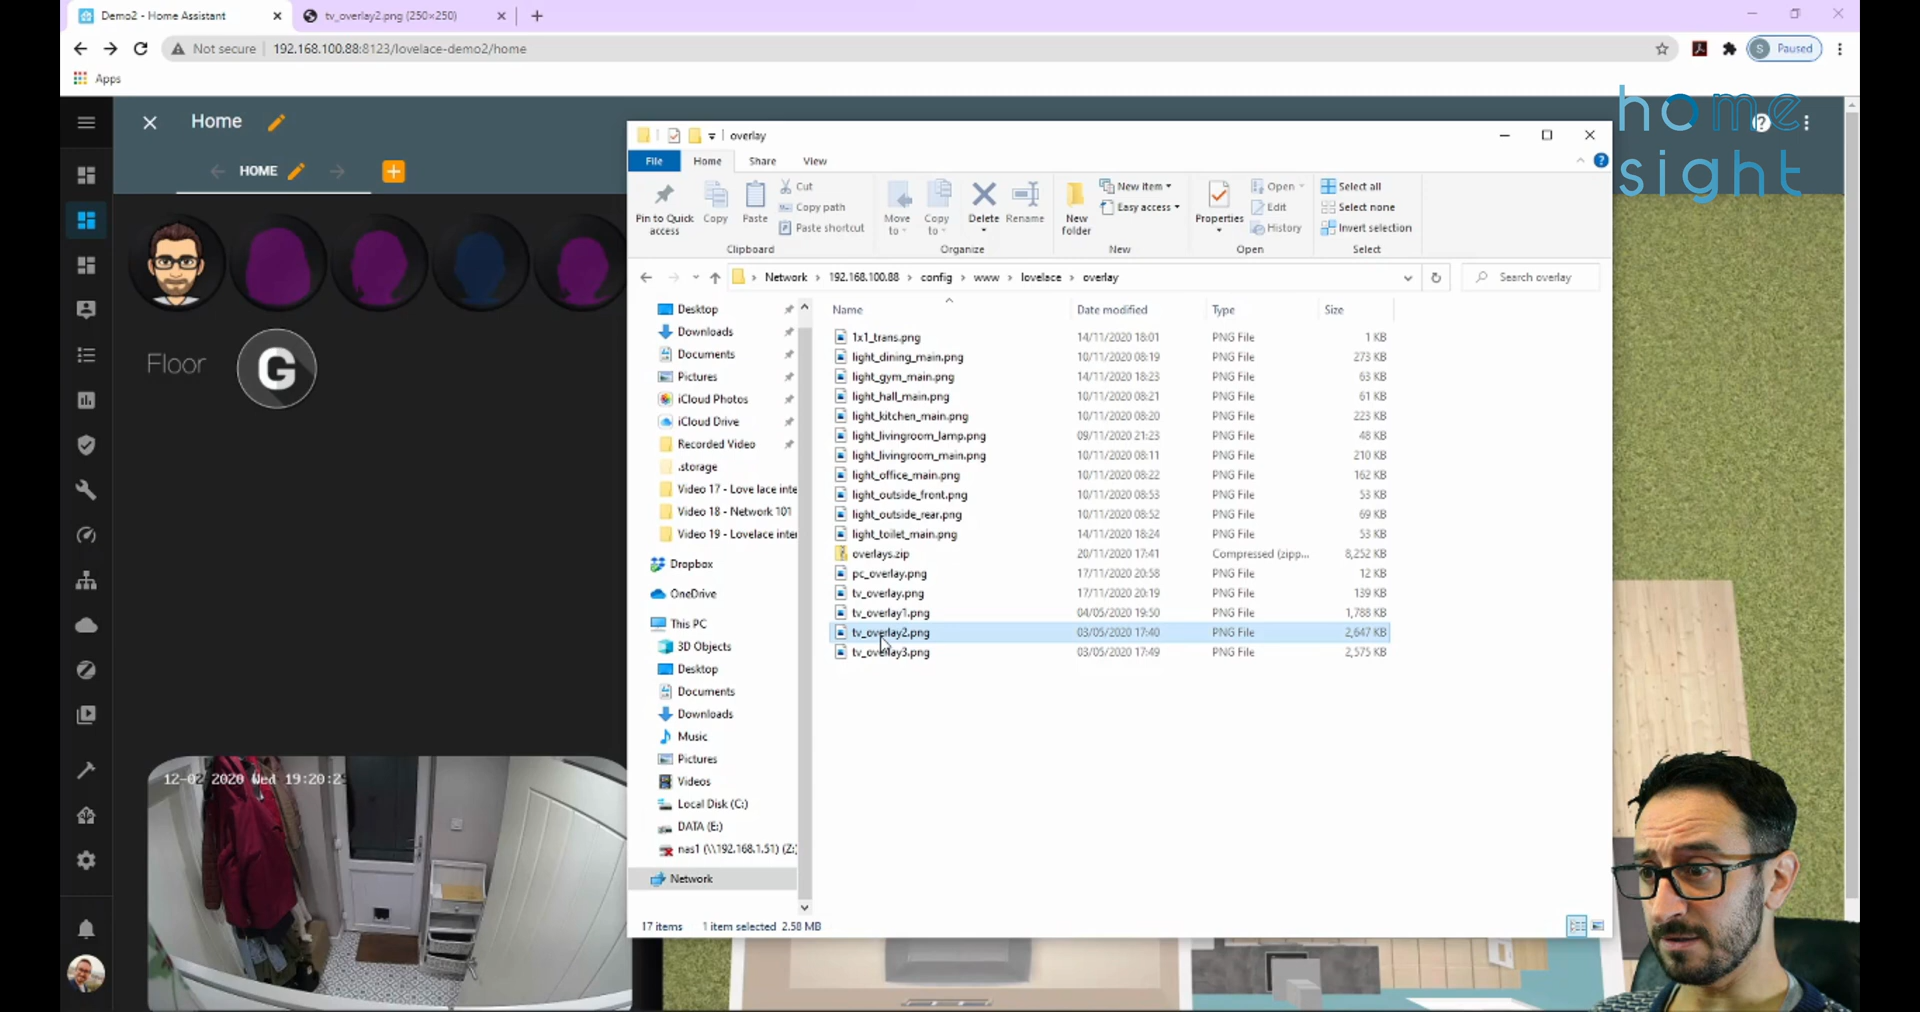 Demo2 - Home Assistant
tv_overlay2.png (250×250)
Not secure
192.168.100.88:8123/lovelace-demo2/home
S Paused
Apps
Home
HOME
home
sight
overlay
File
Home
Share
View
Pin to Quick
access
Copy
Paste
Cut
Copy path
Paste shortcut
Clipboard
Move
to
Copy
to
Delete
Rename
Organize
New
folder
New item
Easy access
New
Properties
Open
Edit
History
Open
Select all
Select none
Invert selection
Select
Network
192.168.100.88
config
www
lovelace
overlay
Search overlay
Name
Date modified
Type
Size
1x1_trans.png 14/11/2020 18:01 PNG File 1 KB
light_dining_main.png 10/11/2020 08:19 PNG File 273 KB
light_gym_main.png 14/11/2020 18:23 PNG File 63 KB
light_hall_main.png 10/11/2020 08:21 PNG File 61 KB
light_kitchen_main.png 10/11/2020 08:20 PNG File 223 KB
light_livingroom_lamp.png 09/11/2020 21:23 PNG File 48 KB
light_livingroom_main.png 10/11/2020 08:11 PNG File 210 KB
light_office_main.png 10/11/2020 08:22 PNG File 162 KB
light_outside_front.png 10/11/2020 08:53 PNG File 53 KB
light_outside_rear.png 10/11/2020 08:52 PNG File 69 KB
light_toilet_main.png 14/11/2020 18:24 PNG File 53 KB
overlays.zip 20/11/2020 17:41 Compressed (zipp... 8,252 KB
pc_overlay.png 17/11/2020 20:58 PNG File 12 KB
tv_overlay.png 17/11/2020 20:19 PNG File 139 KB
tv_overlay1.png 04/05/2020 19:50 PNG File 1,788 KB
tv_overlay2.png 03/05/2020 17:40 PNG File 2,647 KB
tv_overlay3.png 03/05/2020 17:49 PNG File 2,575 KB
Desktop
Downloads
Documents
Pictures
iCloud Photos
iCloud Drive
Recorded Video
.storage
Video 17 - Love lace inte
Video 18 - Network 101
Video 19 - Lovelace inter
Dropbox
OneDrive
This PC
3D Objects
Desktop
Documents
Downloads
Music
Pictures
Videos
Local Disk (C:)
DATA (E:)
nas1 (\\192.168.1.51) (Z:)
Network
17 items
1 item selected 2.58 MB
Floor
G
12-02 2020 Wed 19:20:2